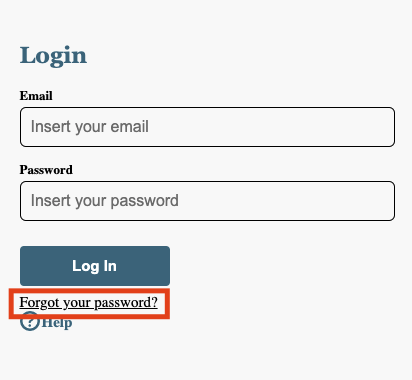 Login
Email
Insert your email
Password
Insert your password
Log In
Forgot your password?
?Help